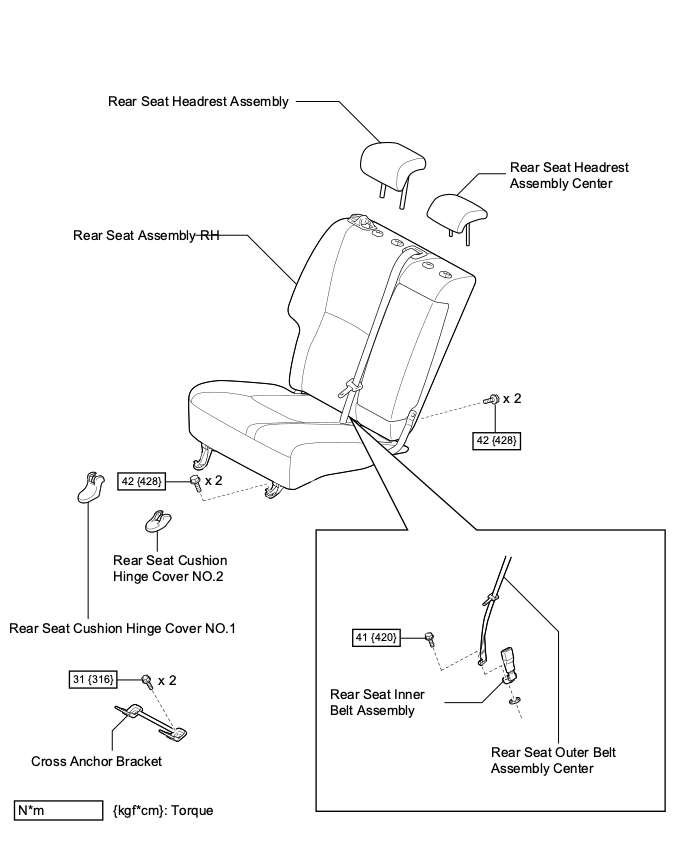 Rear Seat Headrest Assembly
Rear Seat Headrest
Assembly Center
Rear Seat Assembly RH
x 2
42 {428}
42 {428}
x 2
Rear Seat Cushion
Hinge Cover NO.2
Rear Seat Cushion Hinge Cover NO.1
41 {420}
31 {316}
x 2
Rear Seat Inner
Belt Assembly
Cross Anchor Bracket
Rear Seat Outer Belt
Assembly Center
N*m
{kgf*cm}: Torque